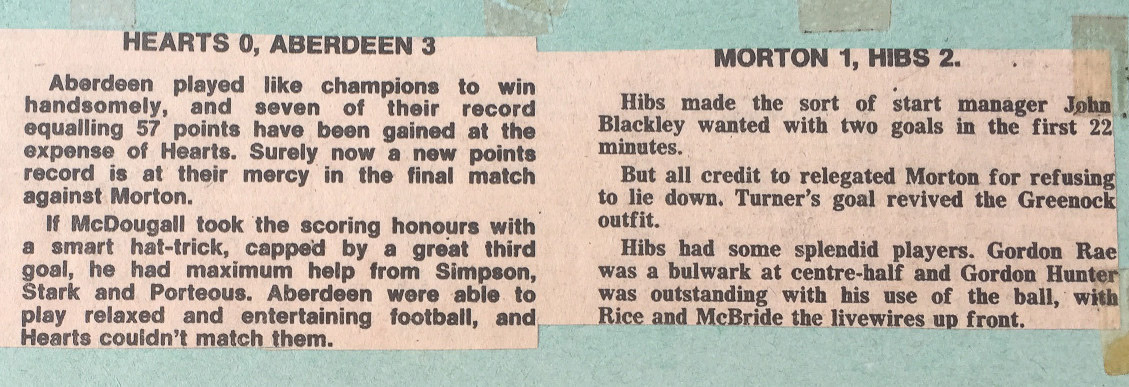 HEARTS 0, ABERDEEN 3
Aberdeen played like champions to win
handsomely, and seven of their record
equalling 57 points have been gained at the
expense of Hearts. Surely now a new points
record is at their mercy in the final match
against Morton.
If McDougall took the scoring honours with
a smart hat-trick, capped by a great third
goal, he had maximum help from Simpson,
Stark and Porteous. Aberdeen were able to
play relaxed and entertaining football, and
Hearts couldn't match them.
MORTON 1, HIBS 2.
Hibs made the sort of start manager John
Blackley wanted with two goals in the first 22
minutes.
But all credit to relegated Morton for refusing
to lie down. Turner's goal revived the Greenock
outfit.
Hibs had some splendid players. Gordon Rae
was a bulwark at centre-half and Gordon Hunter
was outstanding with his use of the ball, with
Rice and McBride the livewires up front.